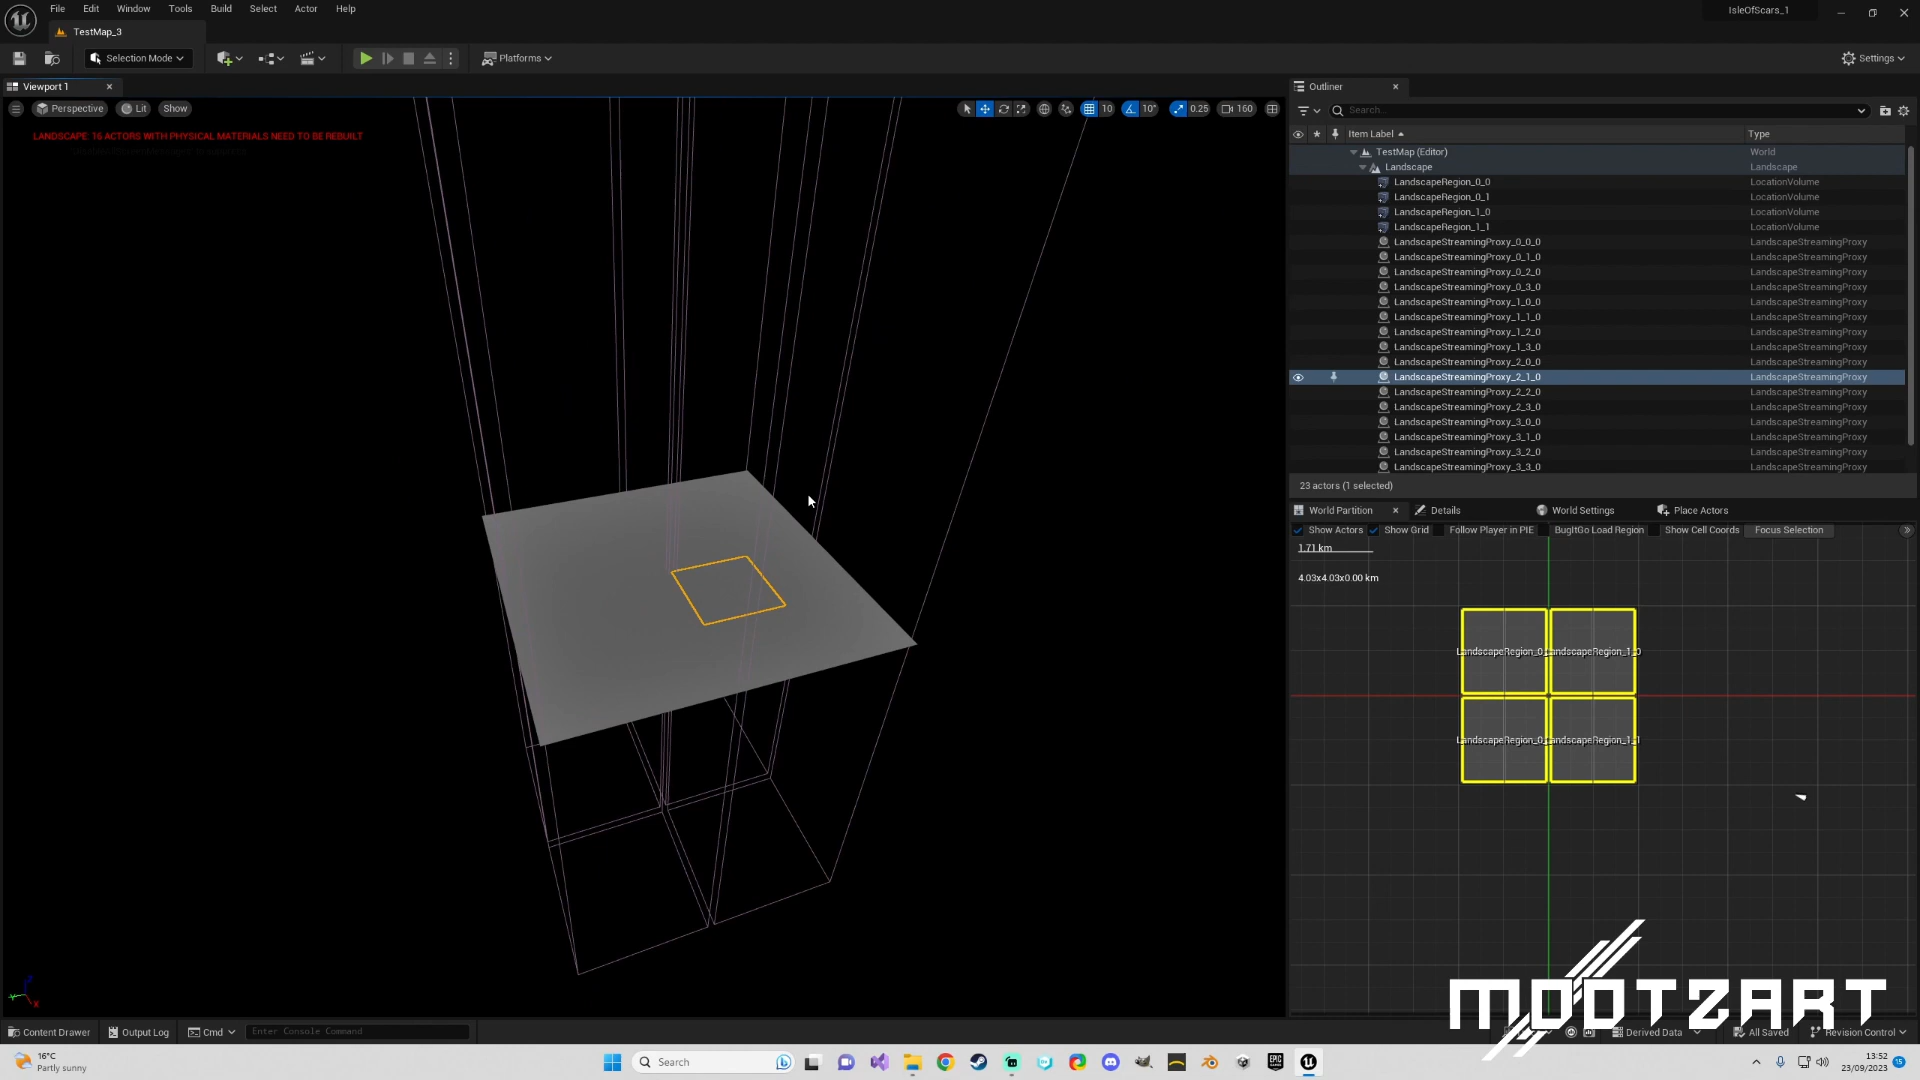 File Edit Window Tools Build Select Actor Help
IsleOfScars_1
TestMap_3
Selection Mode
Platforms
Settings
Viewport 1
Perspective
Lit
Show
10
10°
0.25
160
LANDSCAPE: 16 ACTORS WITH PHYSICAL MATERIALS NEED TO BE REBUILT
Outliner
Search...
Item Label
Type
TestMap (Editor) World
Landscape Landscape
LandscapeRegion_0_0 LocationVolume
LandscapeRegion_0_1 LocationVolume
LandscapeRegion_1_0 LocationVolume
LandscapeRegion_1_1 LocationVolume
LandscapeStreamingProxy_0_0_0 LandscapeStreamingProxy
LandscapeStreamingProxy_0_1_0 LandscapeStreamingProxy
LandscapeStreamingProxy_0_2_0 LandscapeStreamingProxy
LandscapeStreamingProxy_0_3_0 LandscapeStreamingProxy
LandscapeStreamingProxy_1_0_0 LandscapeStreamingProxy
LandscapeStreamingProxy_1_1_0 LandscapeStreamingProxy
LandscapeStreamingProxy_1_2_0 LandscapeStreamingProxy
LandscapeStreamingProxy_1_3_0 LandscapeStreamingProxy
LandscapeStreamingProxy_2_0_0 LandscapeStreamingProxy
LandscapeStreamingProxy_2_1_0 LandscapeStreamingProxy
LandscapeStreamingProxy_2_2_0 LandscapeStreamingProxy
LandscapeStreamingProxy_2_3_0 LandscapeStreamingProxy
LandscapeStreamingProxy_3_0_0 LandscapeStreamingProxy
LandscapeStreamingProxy_3_1_0 LandscapeStreamingProxy
LandscapeStreamingProxy_3_2_0 LandscapeStreamingProxy
LandscapeStreamingProxy_3_3_0 LandscapeStreamingProxy
23 actors (1 selected)
World Partition
Details
World Settings
Place Actors
Show Actors
Show Grid
Follow Player in PIE
BugItGo Load Region
Show Cell Coords
Focus Selection
1.71 km
4.03x4.03x0.00 km
LandscapeRegion_0_
andscapeRegion_1_0
LandscapeRegion_0_
andscapeRegion_1_1
MOOTZART
Content Drawer
Output Log
Cmd
Enter Console Command
Derived Data
All Saved
Revision Control
16°C
Partly sunny
Search
13:52
23/09/2023
15